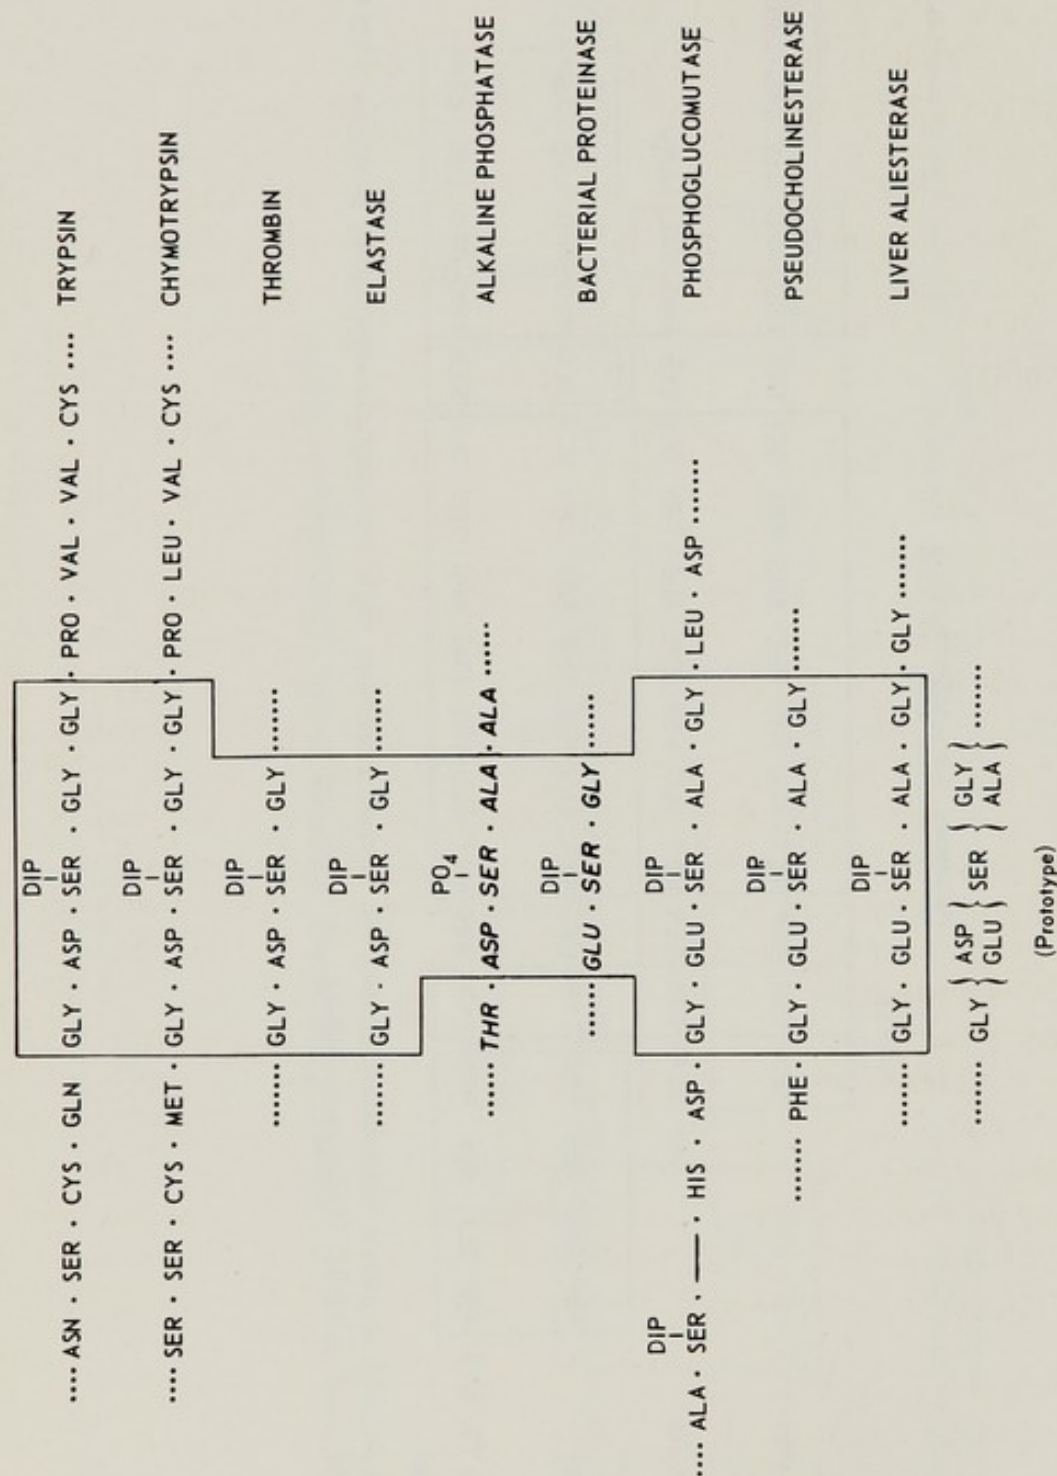 DIP
.... ASN · SER · CYS · GLN GLY · ASP · SER · GLY · GLY · PRO · VAL · VAL · CYS .... TRYPSIN
DIP
.... SER · SER · CYS · MET · GLY · ASP · SER · GLY · GLY · PRO · LEU · VAL · CYS .... CHYMOTRYPSIN
DIP
....... GLY · ASP · SER · GLY ....... THROMBIN
DIP
....... GLY · ASP · SER · GLY ....... ELASTASE
PO4
...... THR · ASP · SER · ALA · ALA ...... ALKALINE PHOSPHATASE
DIP
...... GLU · SER · GLY ...... BACTERIAL PROTEINASE
DIP DIP
.... ALA · SER · —— · HIS · ASP · GLY · GLU · SER · ALA · GLY · LEU · ASP ....... PHOSPHOGLUCOMUTASE
DIP
....... PHE · GLY · GLU · SER · ALA · GLY ....... PSEUDOCHOLINESTERASE
DIP
....... GLY · GLU · SER · ALA · GLY · GLY ....... LIVER ALIESTERASE
....... GLY } ASP { SER } GLY { .......
GLU ALA
(Prototype)